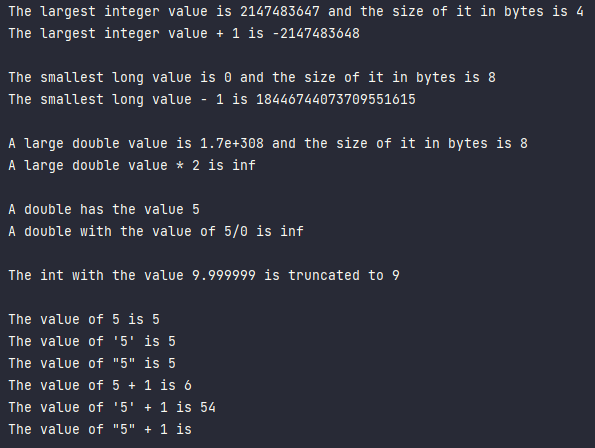 The largest integer value is 2147483647 and the size of it in bytes is 4
The largest integer value + 1 is -2147483648
The smallest long value is 0 and the size of it in bytes is 8
The smallest long value - 1 is 18446744073709551615
A large double value is 1.7e+308 and the size of it in bytes is 8
A large double value * 2 is inf
A double has the value 5
A double with the value of 5/0 is inf
The int with the value 9.999999 is truncated to 9
The value of 5 is 5
The value of '5' is 5
The value of "5" is 5
The value of 5 + 1 is 6
The value of '5' + 1 is 54
The value of "5" + 1 is